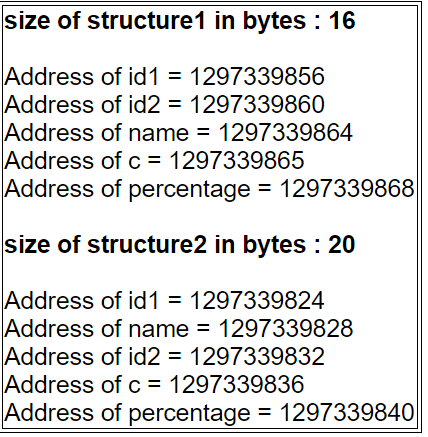 size of structure1 in bytes : 16
Address of id1 = 1297339856
Address of id2 = 1297339860
Address of name = 1297339864
Address of c = 1297339865
Address of percentage = 1297339868
size of structure2 in bytes : 20
Address of id1 = 1297339824
Address of name = 1297339828
Address of id2 = 1297339832
Address of c = 1297339836
Address of percentage = 1297339840